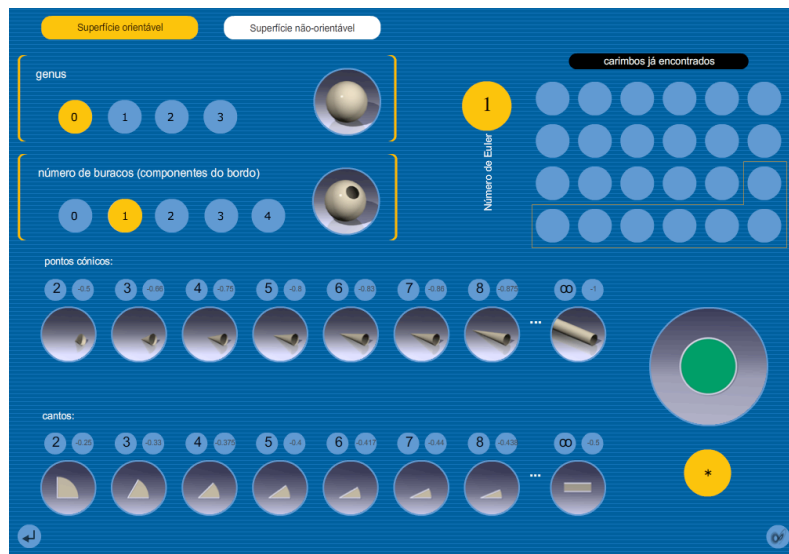 Superfície orientável
Superfície não-orientável
genus
0 1 2 3
número de buracos (componentes do bordo)
0 1 2 3 4
1
Número de Euler
carimbos já encontrados
pontos cónicos:
2 -0.5 3 -0.66 4 -0.75 5 -0.8 6 -0.83 7 -0.86 8 -0.875 ... ∞ -1
cantos:
2 -0.25 3 -0.33 4 -0.375 5 -0.4 6 -0.417 7 -0.44 8 -0.438 ... ∞ -0.5
*